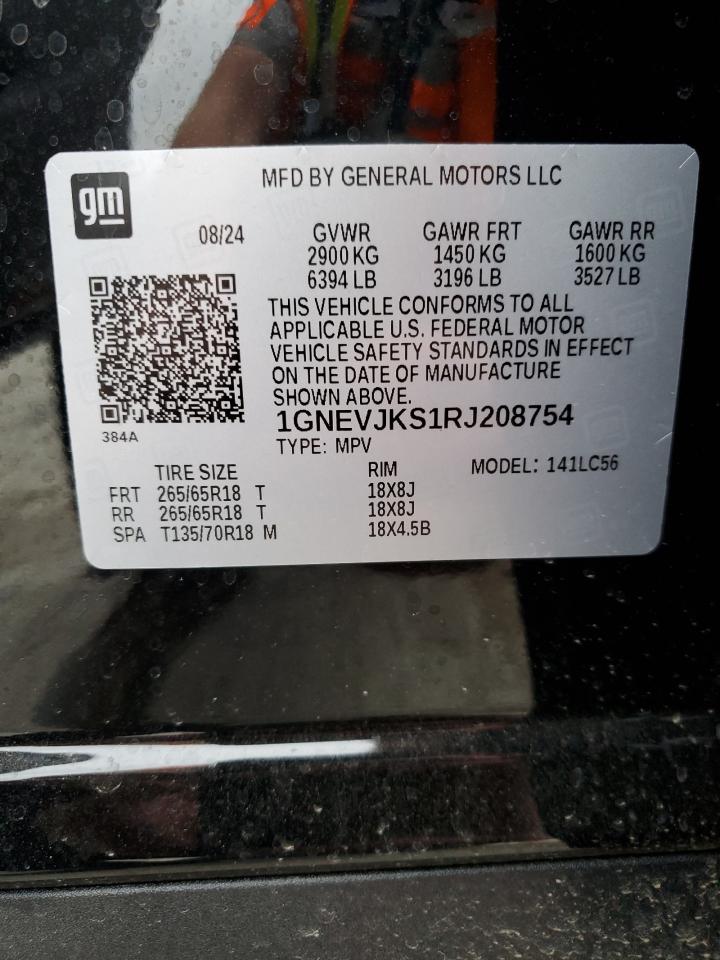 gm
MFD BY GENERAL MOTORS LLC
08/24 GVWR GAWR FRT GAWR RR
2900 KG 1450 KG 1600 KG
6394 LB 3196 LB 3527 LB
THIS VEHICLE CONFORMS TO ALL
APPLICABLE U.S. FEDERAL MOTOR
VEHICLE SAFETY STANDARDS IN EFFECT
ON THE DATE OF MANUFACTURE
SHOWN ABOVE.
384A
1GNEVJKS1RJ208754
TYPE: MPV
TIRE SIZE RIM MODEL: 141LC56
FRT 265/65R18 T 18X8J
RR 265/65R18 T 18X8J
SPA T135/70R18 M 18X4.5B